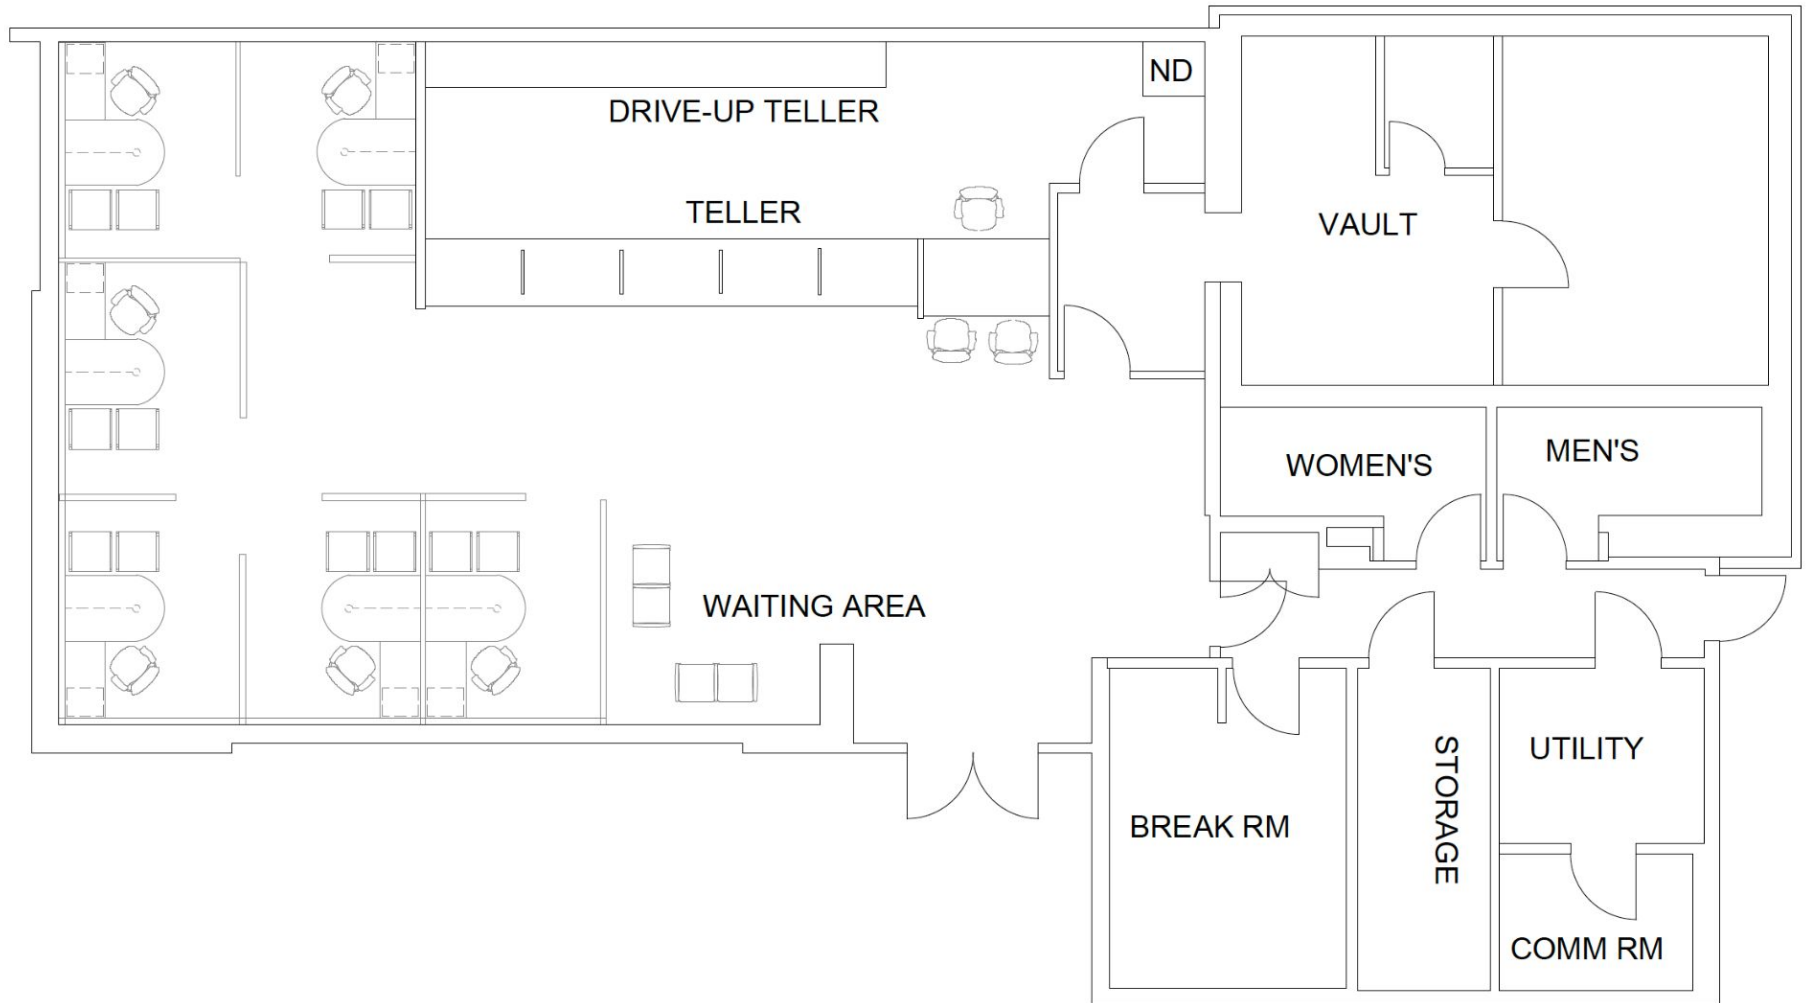 ND
DRIVE-UP TELLER
TELLER
VAULT
WOMEN'S
MEN'S
WAITING AREA
BREAK RM
STORAGE
UTILITY
COMM RM